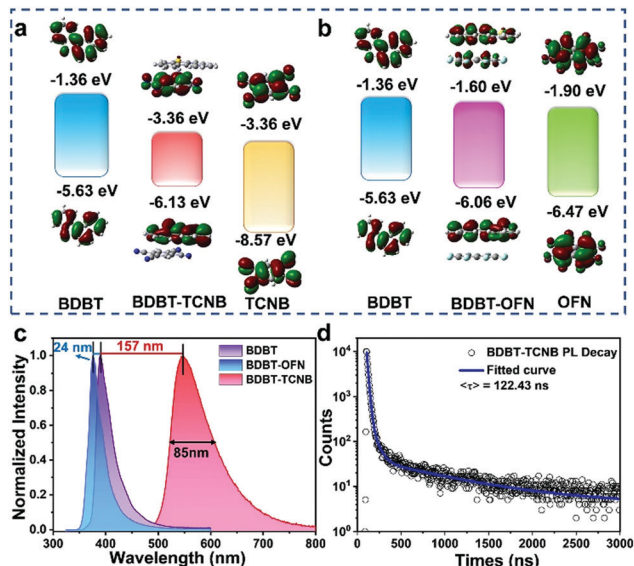 a
-1.36 eV
-3.36 eV
-3.36 eV
-5.63 eV
-6.13 eV
-8.57 eV
BDBT
BDBT-TCNB
TCNB
b
-1.36 eV
-1.60 eV
-1.90 eV
-5.63 eV
-6.06 eV
-6.47 eV
BDBT
BDBT-OFN
OFN
c
24 nm
157 nm
BDBT
BDBT-OFN
BDBT-TCNB
85nm
Normalized Intensity
1.0
0.8
0.6
0.4
0.2
0.0
300 400 500 600 700 800
Wavelength (nm)
d
BDBT-TCNB PL Decay
Fitted curve
<τ> = 122.43 ns
Counts
10⁴
10³
10²
10¹
10⁰
0 500 1000 1500 2000 2500 3000
Times (ns)